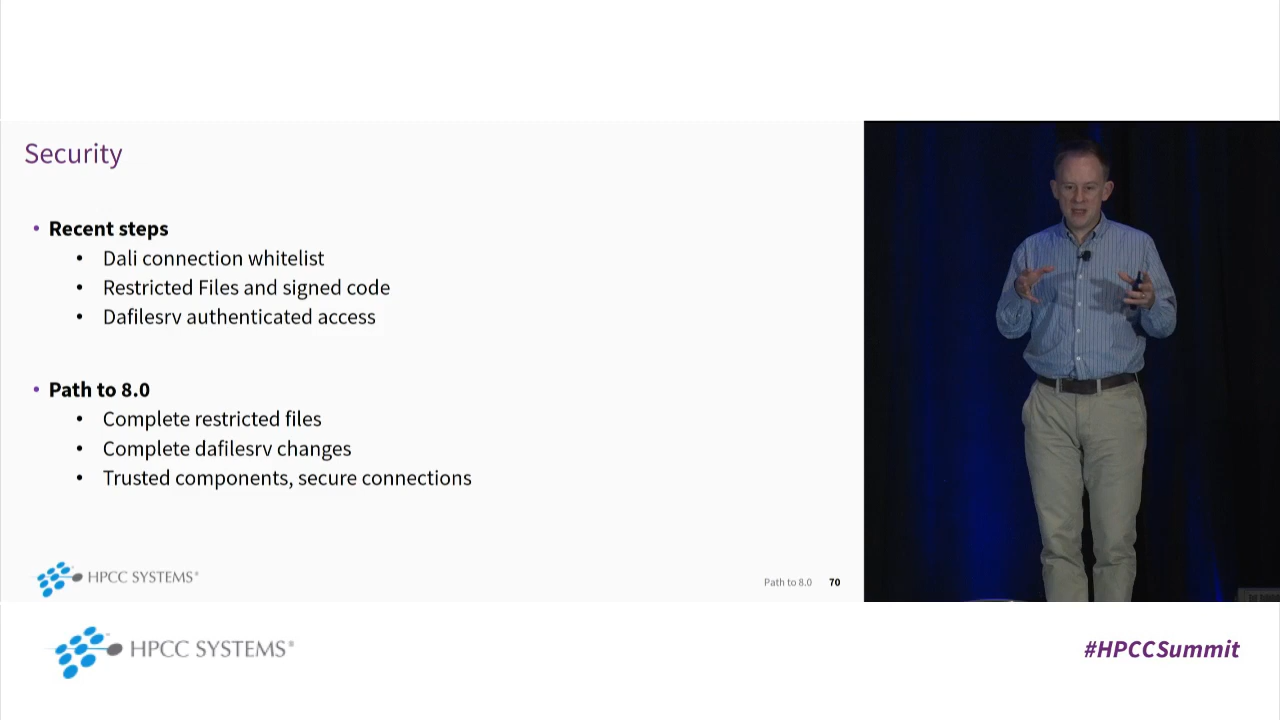 Security
• Recent steps
• Dali connection whitelist
• Restricted Files and signed code
• Dafilesrv authenticated access
• Path to 8.0
• Complete restricted files
• Complete dafilesrv changes
• Trusted components, secure connections
HPCC SYSTEMS®
Path to 8.0 70
HPCC SYSTEMS®
#HPCCSummit